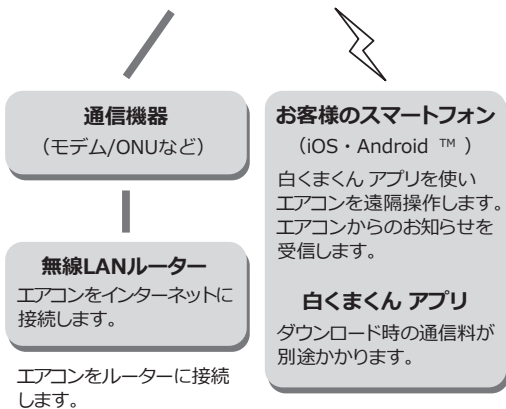 通信機器
（モデム/ONUなど）
無線LANルーター
エアコンをインターネットに
接続します。
エアコンをルーターに接続
します。
お客様のスマートフォン
（iOS・Android ™ ）
白くまくん アプリを使い
エアコンを遠隔操作します。
エアコンからのお知らせを
受信します。
白くまくん アプリ
ダウンロード時の通信料が
別途かかります。